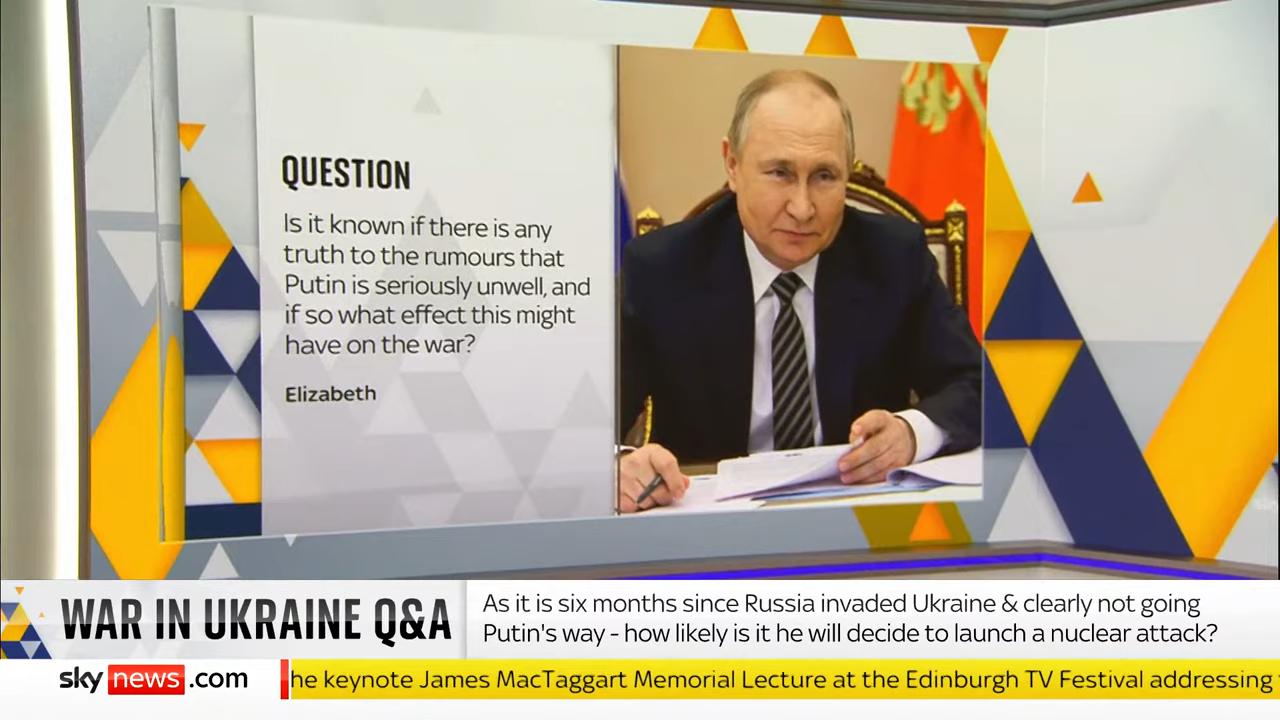 QUESTION
Is it known if there is any
truth to the rumours that
Putin is seriously unwell, and
if so what effect this might
have on the war?
Elizabeth
WAR IN UKRAINE Q&A
As it is six months since Russia invaded Ukraine & clearly not going
Putin's way - how likely is it he will decide to launch a nuclear attack?
sky news.com
he keynote James MacTaggart Memorial Lecture at the Edinburgh TV Festival addressing